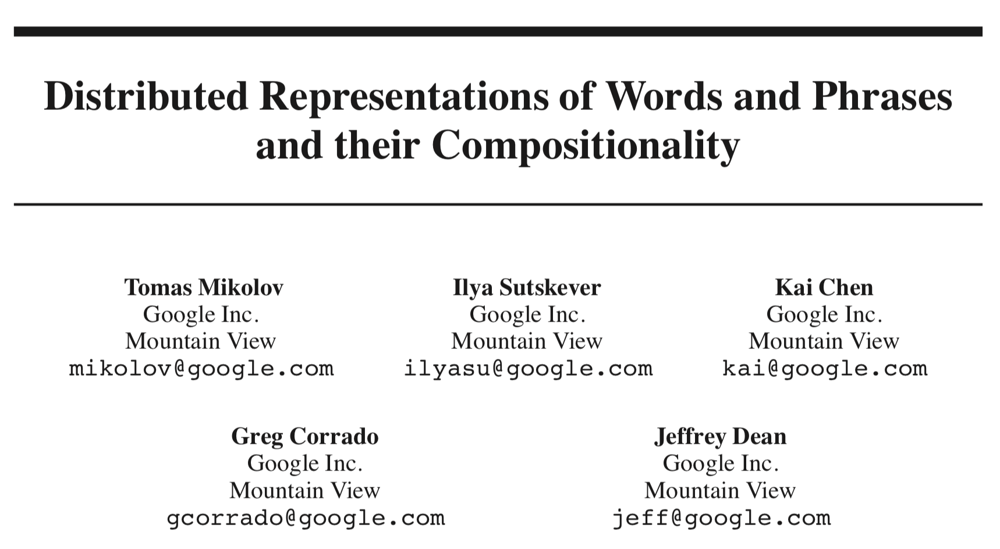 Distributed Representations of Words and Phrases
and their Compositionality
Tomas Mikolov
Google Inc.
Mountain View
mikolov@google.com
Ilya Sutskever
Google Inc.
Mountain View
ilyasu@google.com
Kai Chen
Google Inc.
Mountain View
kai@google.com
Greg Corrado
Google Inc.
Mountain View
gcorrado@google.com
Jeffrey Dean
Google Inc.
Mountain View
jeff@google.com